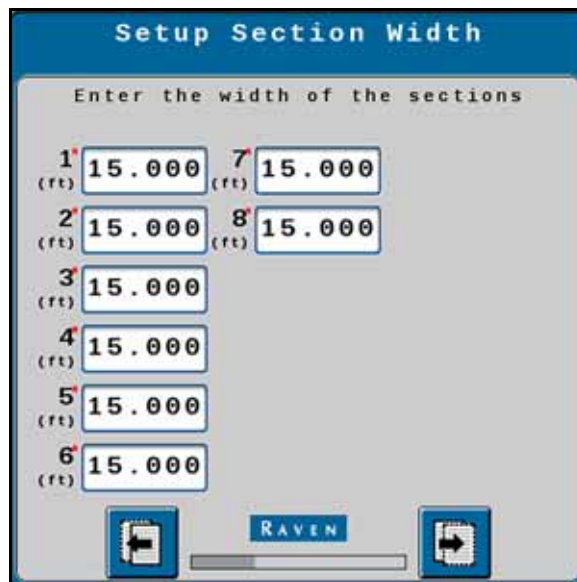 Setup Section Width
Enter the width of the sections
1* 15.000 7* 15.000
(ft) (ft)
2* 15.000 8* 15.000
(ft) (ft)
3* 15.000
(ft)
4* 15.000
(ft)
5* 15.000
(ft)
6* 15.000
(ft)
RAVEN